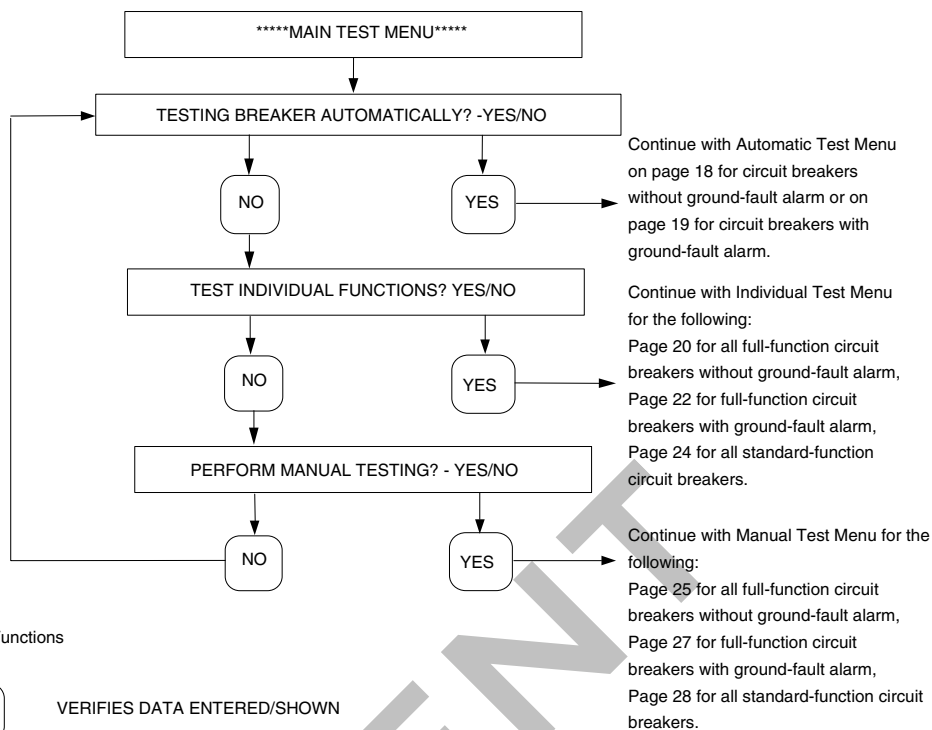 *****MAIN TEST MENU*****
TESTING BREAKER AUTOMATICALLY? -YES/NO
NO
YES
Continue with Automatic Test Menu
on page 18 for circuit breakers
without ground-fault alarm or on
page 19 for circuit breakers with
ground-fault alarm.
TEST INDIVIDUAL FUNCTIONS? YES/NO
NO
YES
Continue with Individual Test Menu
for the following:
Page 20 for all full-function circuit
breakers without ground-fault alarm,
Page 22 for full-function circuit
breakers with ground-fault alarm,
Page 24 for all standard-function
circuit breakers.
PERFORM MANUAL TESTING? - YES/NO
NO
YES
Continue with Manual Test Menu for the
following:
Page 25 for all full-function circuit
breakers without ground-fault alarm,
Page 27 for full-function circuit
breakers with ground-fault alarm,
Page 28 for all standard-function circuit
breakers.
unctions
VERIFIES DATA ENTERED/SHOWN
ENT